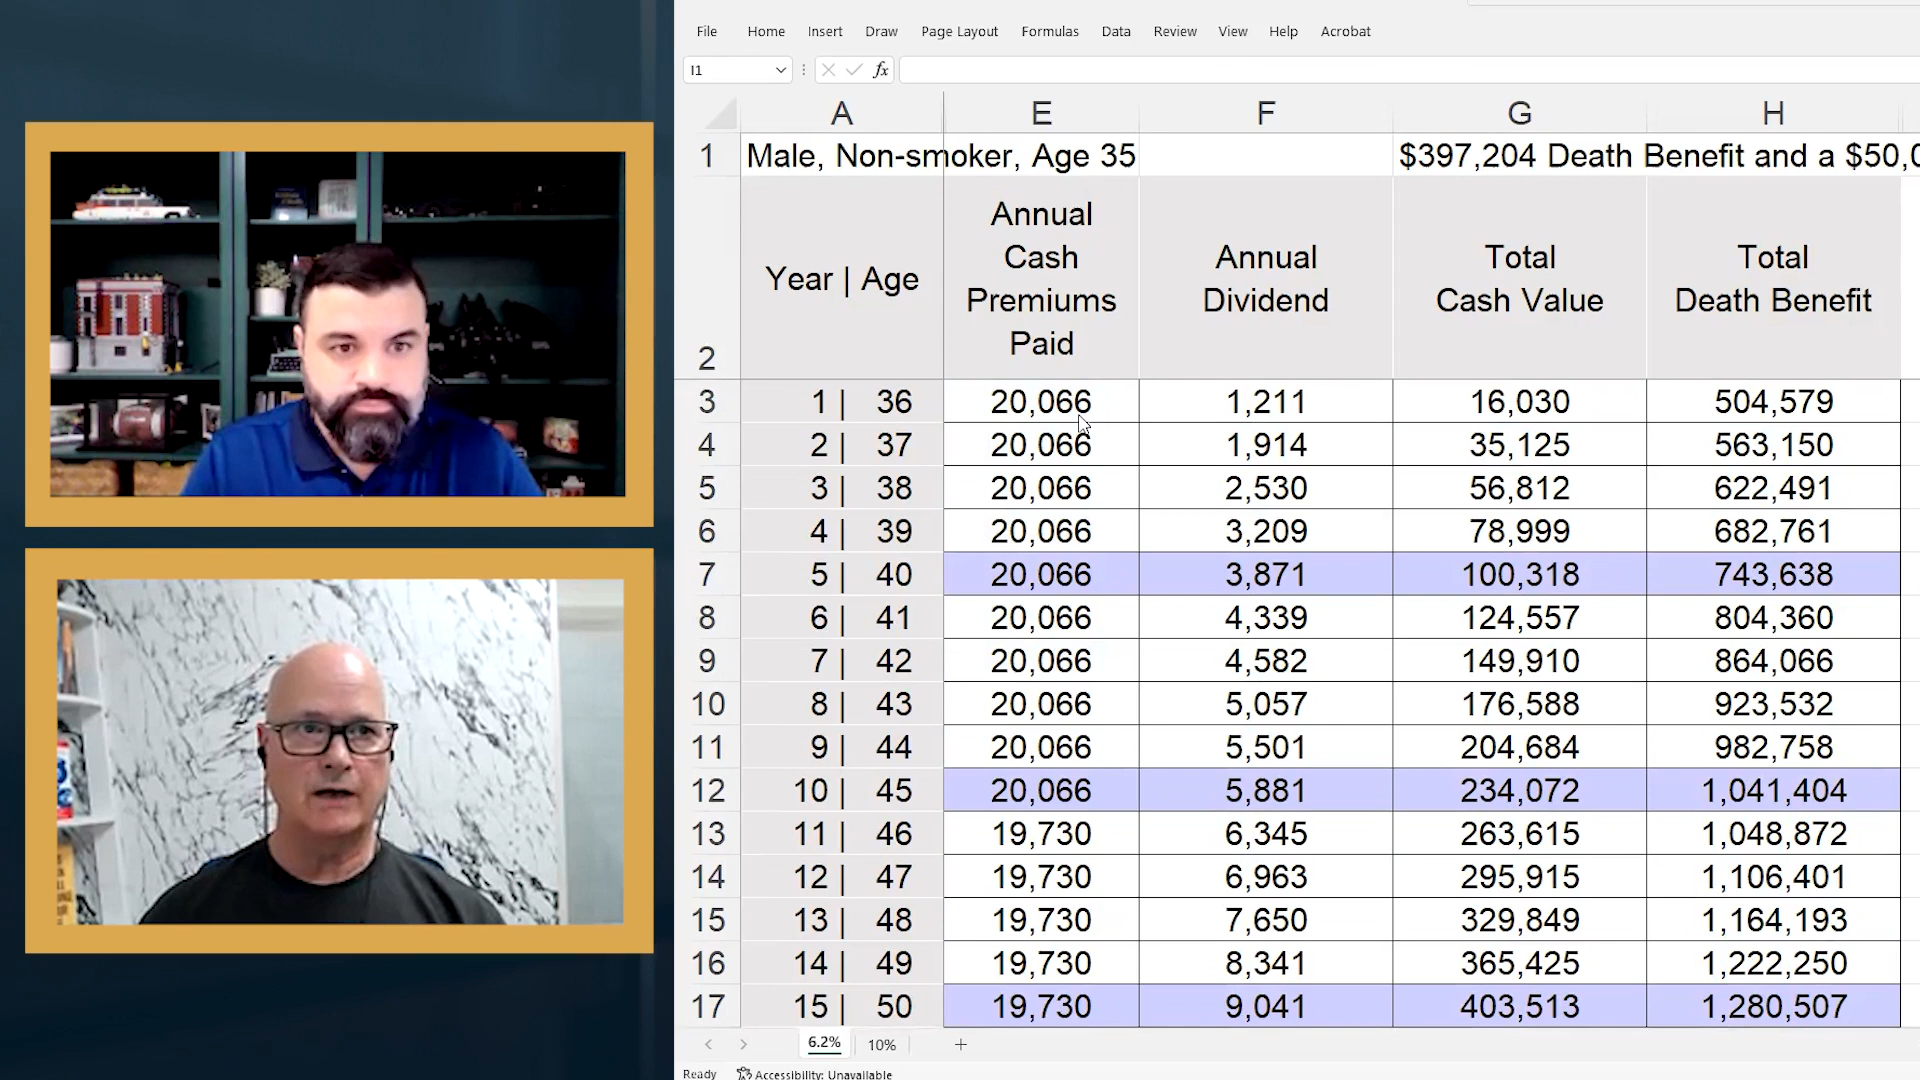 File Home Insert Draw Page Layout Formulas Data Review View Help Acrobat
I1 fx
A E F G H
1 Male, Non-smoker, Age 35 $397,204 Death Benefit and a $50,0
2 Year | Age Annual Cash Premiums Paid Annual Dividend Total Cash Value Total Death Benefit
3 1 | 36 20,066 1,211 16,030 504,579
4 2 | 37 20,066 1,914 35,125 563,150
5 3 | 38 20,066 2,530 56,812 622,491
6 4 | 39 20,066 3,209 78,999 682,761
7 5 | 40 20,066 3,871 100,318 743,638
8 6 | 41 20,066 4,339 124,557 804,360
9 7 | 42 20,066 4,582 149,910 864,066
10 8 | 43 20,066 5,057 176,588 923,532
11 9 | 44 20,066 5,501 204,684 982,758
12 10 | 45 20,066 5,881 234,072 1,041,404
13 11 | 46 19,730 6,345 263,615 1,048,872
14 12 | 47 19,730 6,963 295,915 1,106,401
15 13 | 48 19,730 7,650 329,849 1,164,193
16 14 | 49 19,730 8,341 365,425 1,222,250
17 15 | 50 19,730 9,041 403,513 1,280,507
6.2% 10% +
Ready Accessibility: Unavailable